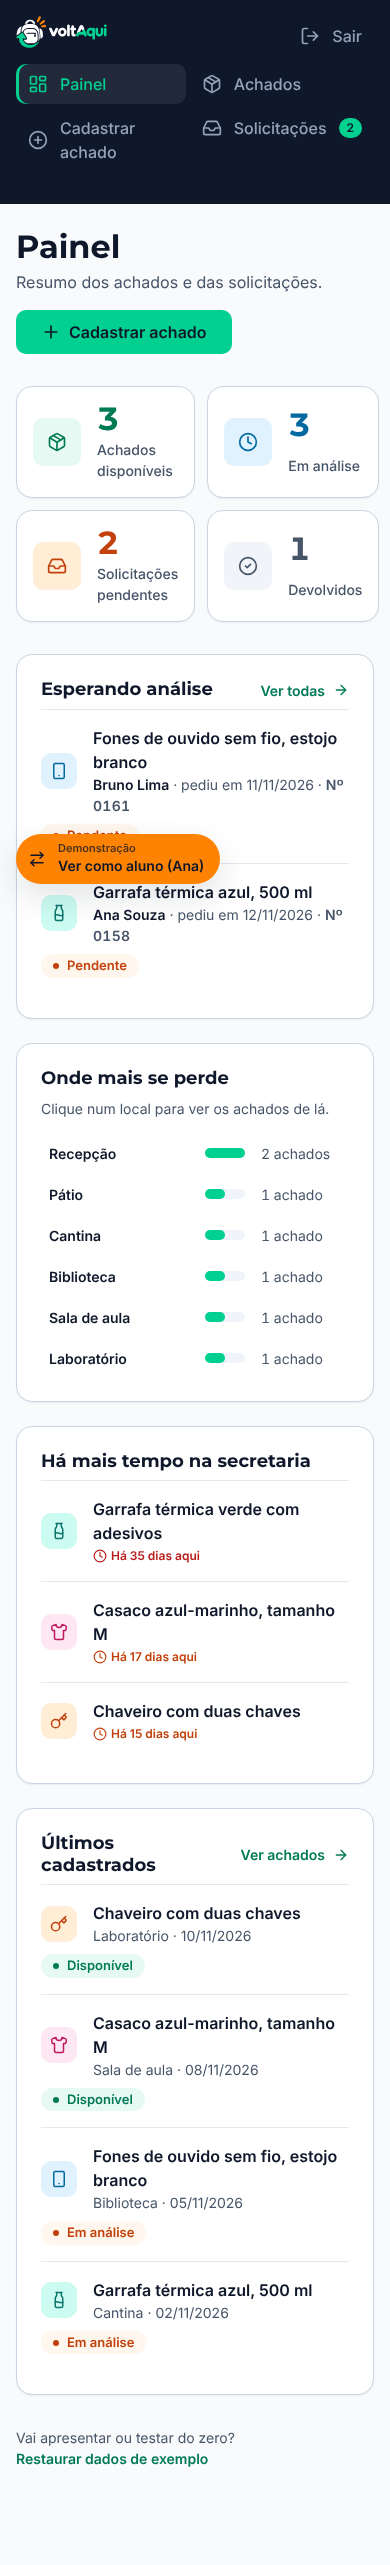 voltAqui
Sair
Painel
Achados
Cadastrar
achado
Solicitações 2
Painel
Resumo dos achados e das solicitações.
Cadastrar achado
3
Achados
disponíveis
3
Em análise
2
Solicitações
pendentes
1
Devolvidos
Esperando análise
Ver todas
Fones de ouvido sem fio, estojo
branco
Bruno Lima · pediu em 11/11/2026 · Nº
0161
Pendente
Demonstração
Ver como aluno (Ana)
Garrafa térmica azul, 500 ml
Ana Souza · pediu em 12/11/2026 · Nº
0158
Pendente
Onde mais se perde
Clique num local para ver os achados de lá.
Recepção 2 achados
Pátio 1 achado
Cantina 1 achado
Biblioteca 1 achado
Sala de aula 1 achado
Laboratório 1 achado
Há mais tempo na secretaria
Garrafa térmica verde com
adesivos
Há 35 dias aqui
Casaco azul-marinho, tamanho
M
Há 17 dias aqui
Chaveiro com duas chaves
Há 15 dias aqui
Últimos
cadastrados
Ver achados
Chaveiro com duas chaves
Laboratório · 10/11/2026
Disponível
Casaco azul-marinho, tamanho
M
Sala de aula · 08/11/2026
Disponível
Fones de ouvido sem fio, estojo
branco
Biblioteca · 05/11/2026
Em análise
Garrafa térmica azul, 500 ml
Cantina · 02/11/2026
Em análise
Vai apresentar ou testar do zero?
Restaurar dados de exemplo